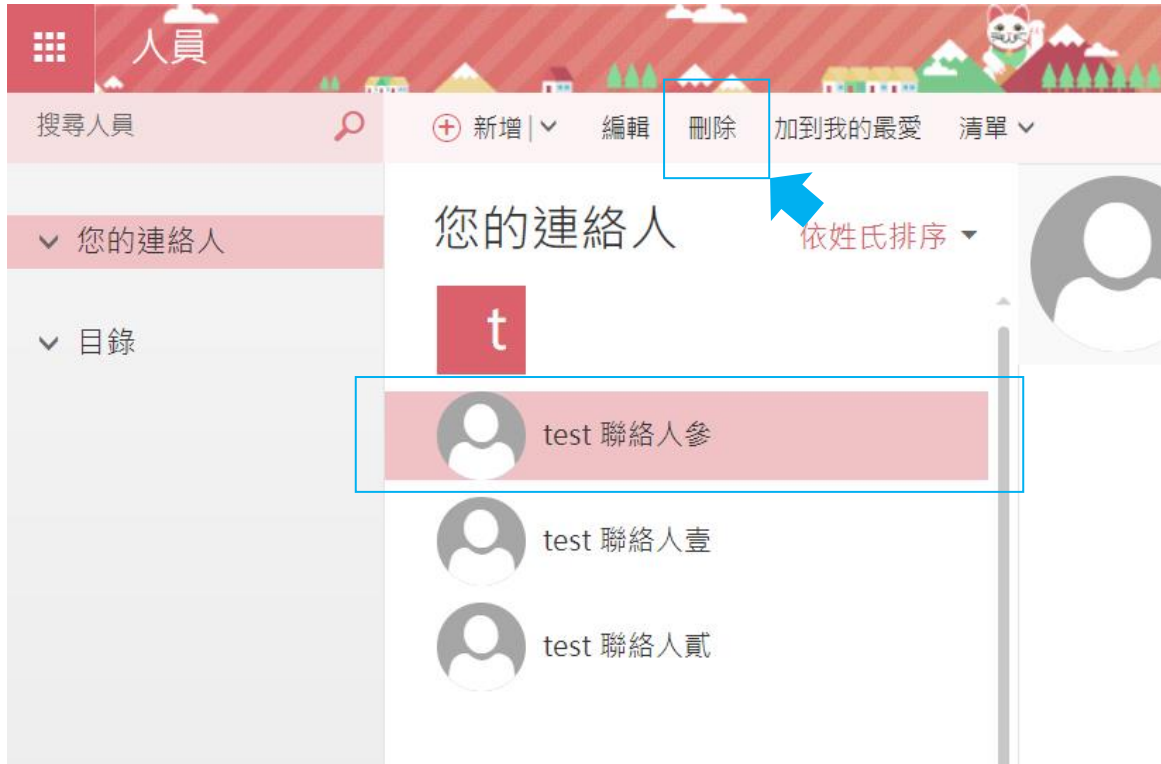 人員
搜尋人員
新增 | 編輯 刪除 加到我的最愛 清單
您的連絡人
目錄
您的連絡人 依姓氏排序
t
test 聯絡人參
test 聯絡人壹
test 聯絡人貳